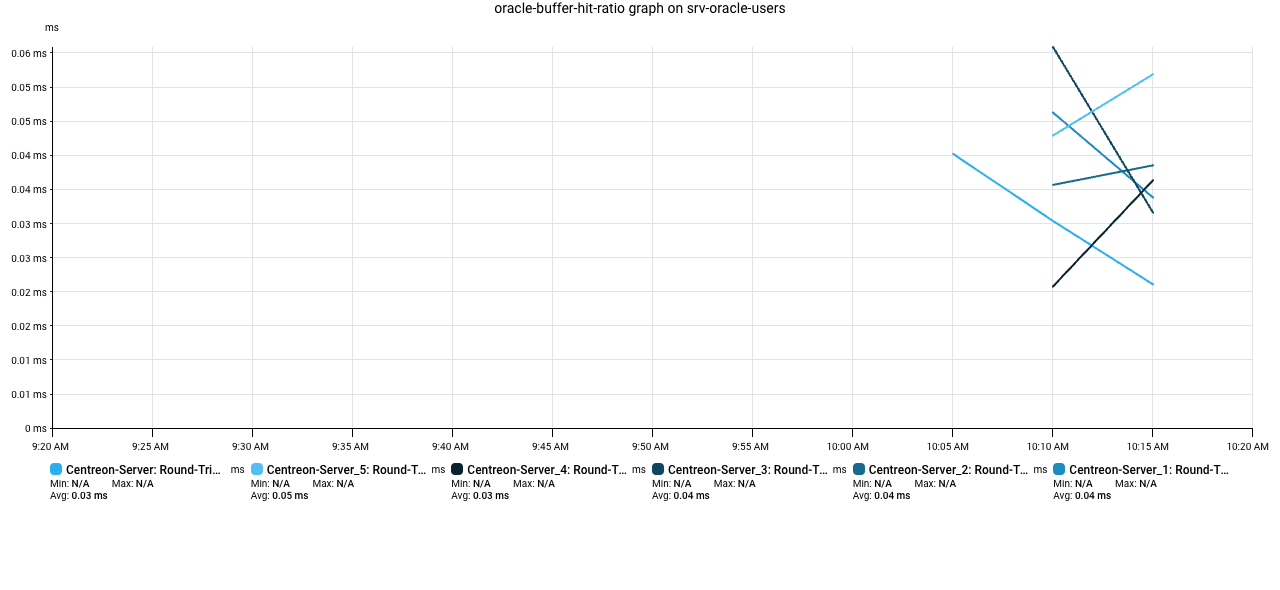 oracle-buffer-hit-ratio graph on srv-oracle-users
ms
0.06 ms
0.05 ms
0.05 ms
0.04 ms
0.04 ms
0.03 ms
0.03 ms
0.02 ms
0.02 ms
0.01 ms
0.01 ms
0 ms
9:20 AM 9:25 AM 9:30 AM 9:35 AM 9:40 AM 9:45 AM 9:50 AM 9:55 AM 10:00 AM 10:05 AM 10:10 AM 10:15 AM 10:20 AM
Centreon-Server: Round-Tri... ms Centreon-Server_5: Round-T... ms Centreon-Server_4: Round-T... ms Centreon-Server_3: Round-T... ms Centreon-Server_2: Round-T... ms Centreon-Server_1: Round-T...
Min: N/A Max: N/A Min: N/A Max: N/A Min: N/A Max: N/A Min: N/A Max: N/A Min: N/A Max: N/A Min: N/A Max: N/A
Avg: 0.03 ms Avg: 0.05 ms Avg: 0.03 ms Avg: 0.04 ms Avg: 0.04 ms Avg: 0.04 ms